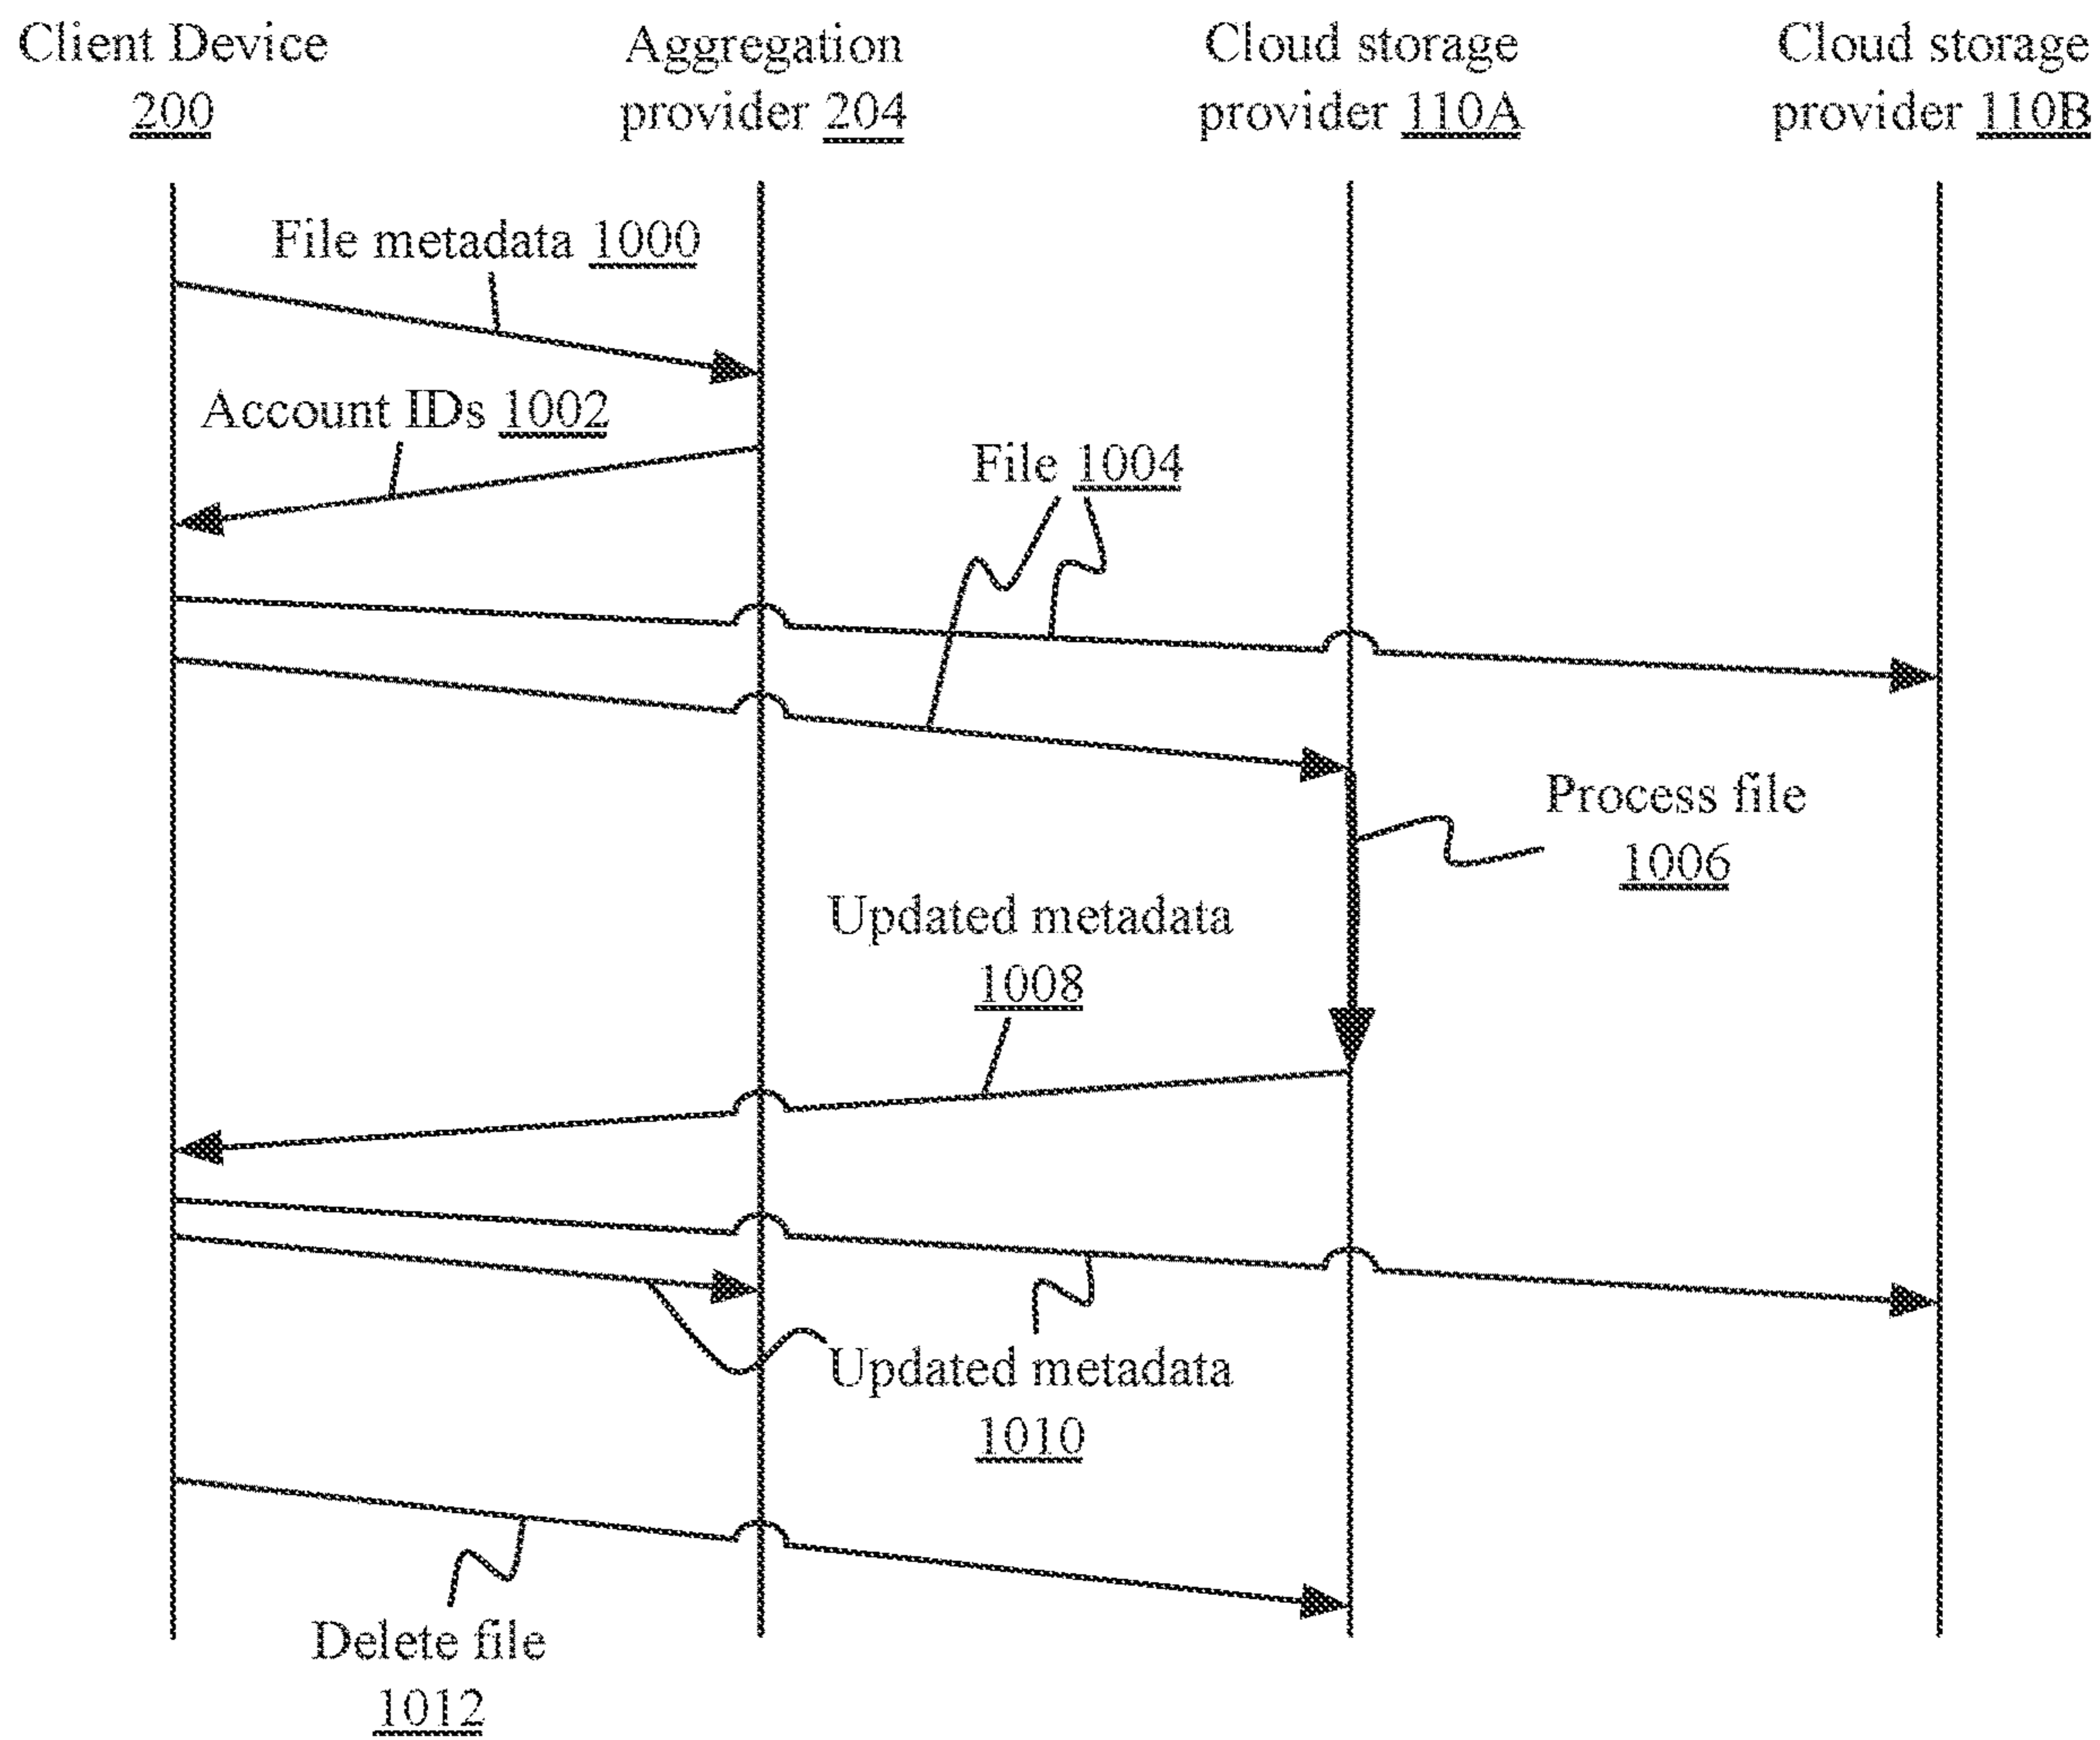 Client Device
200
Aggregation
provider 204
Cloud storage
provider 110A
Cloud storage
provider 110B
File metadata 1000
Account IDs 1002
File 1004
Process file
1006
Updated metadata
1008
Updated metadata
1010
Delete file
1012